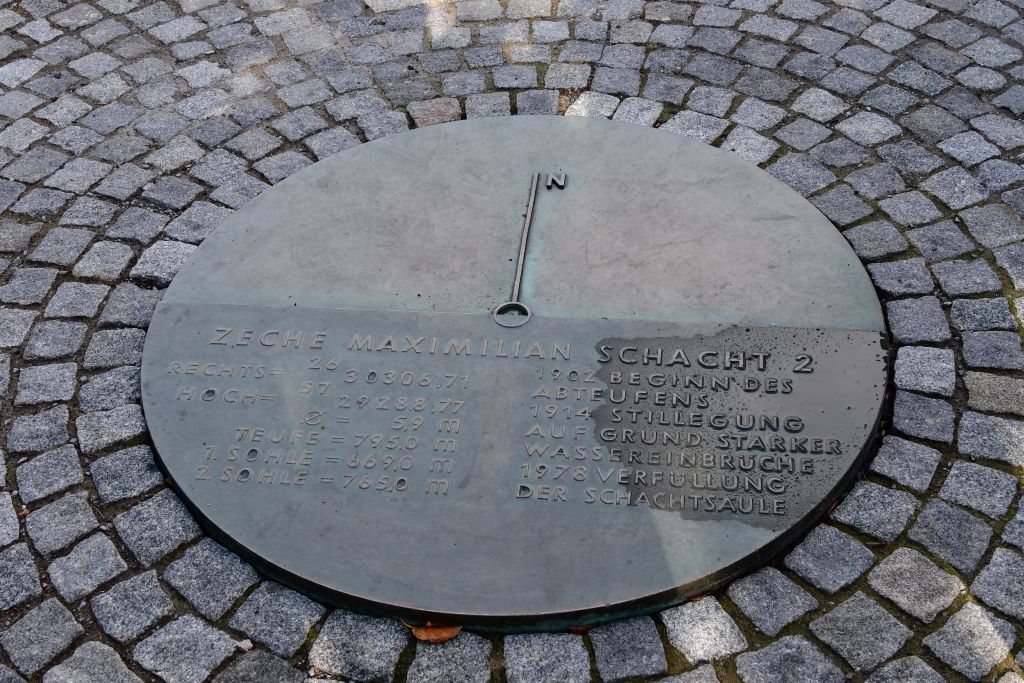 N
ZECHE MAXIMILIAN SCHACHT 2
RECHTS= 26 30306,71
HOCH= 57 29288,77
Ø = 5,9 m
TEUFE = 795,0 m
1. SOHLE = 669,0 m
2. SOHLE = 765,0 m
1902 BEGINN DES
ABTEUFENS
1914 STILLEGUNG
AUF GRUND STARKER
WASSEREINBRÜCHE
1978 VERFÜLLUNG
DER SCHACHTSÄULE